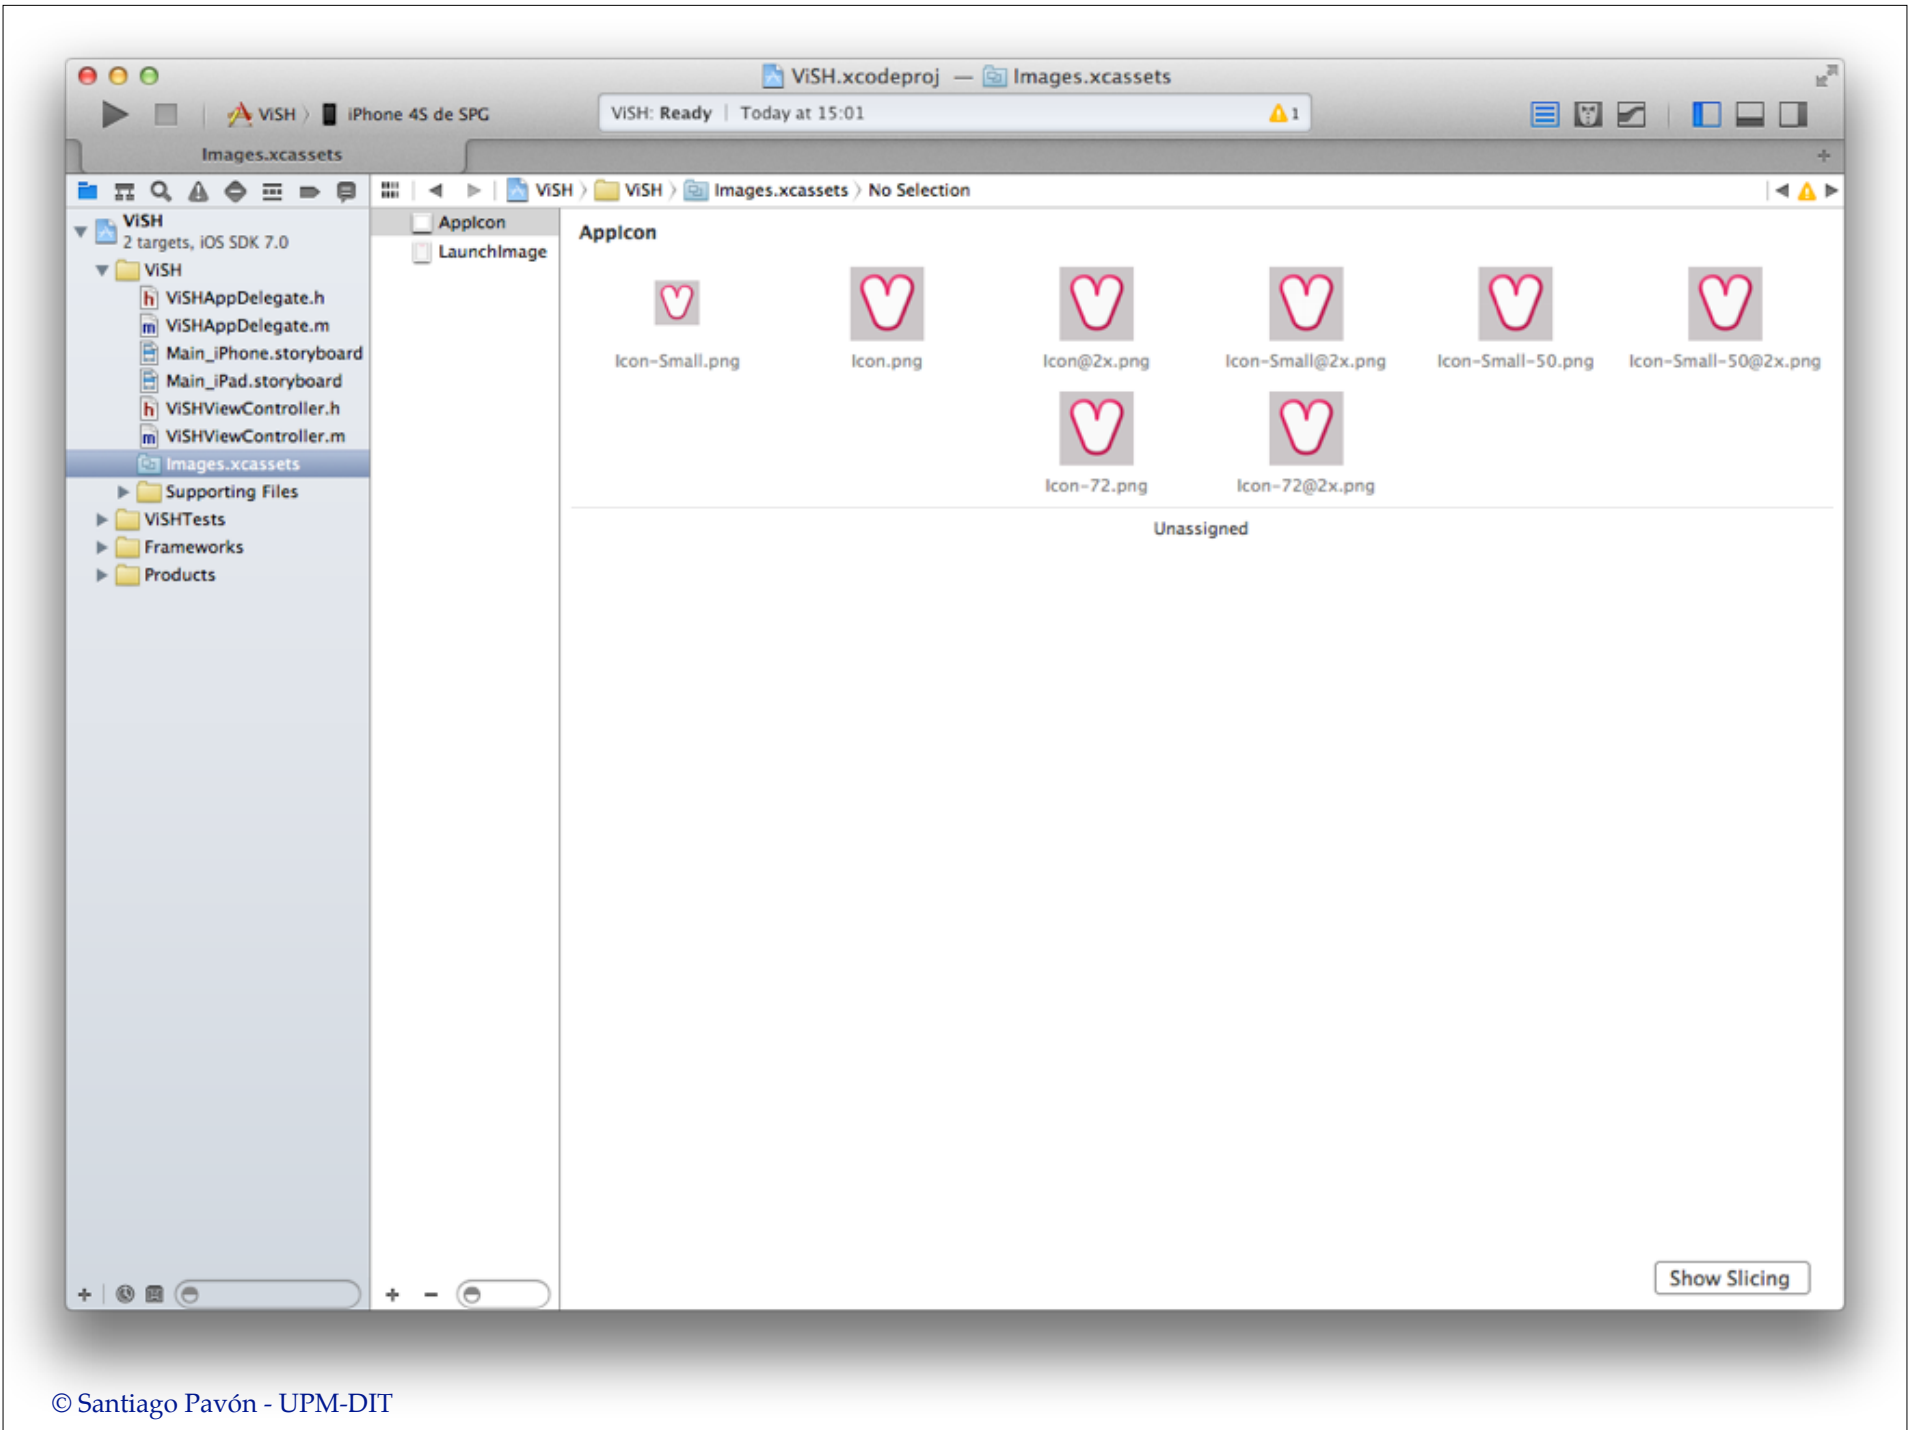 ViSH.xcodeproj — Images.xcassets
ViSH 〉 iPhone 4S de SPG
ViSH: Ready | Today at 15:01
1
Images.xcassets
ViSH 〉 ViSH 〉 Images.xcassets 〉 No Selection
ViSH
2 targets, iOS SDK 7.0
ViSH
h ViSHAppDelegate.h
m ViSHAppDelegate.m
Main_iPhone.storyboard
Main_iPad.storyboard
h ViSHViewController.h
m ViSHViewController.m
Images.xcassets
Supporting Files
ViSHTests
Frameworks
Products
AppIcon
LaunchImage
AppIcon
Icon-Small.png
Icon.png
Icon@2x.png
Icon-Small@2x.png
Icon-Small-50.png
Icon-Small-50@2x.png
Icon-72.png
Icon-72@2x.png
Unassigned
Show Slicing
© Santiago Pavón - UPM-DIT